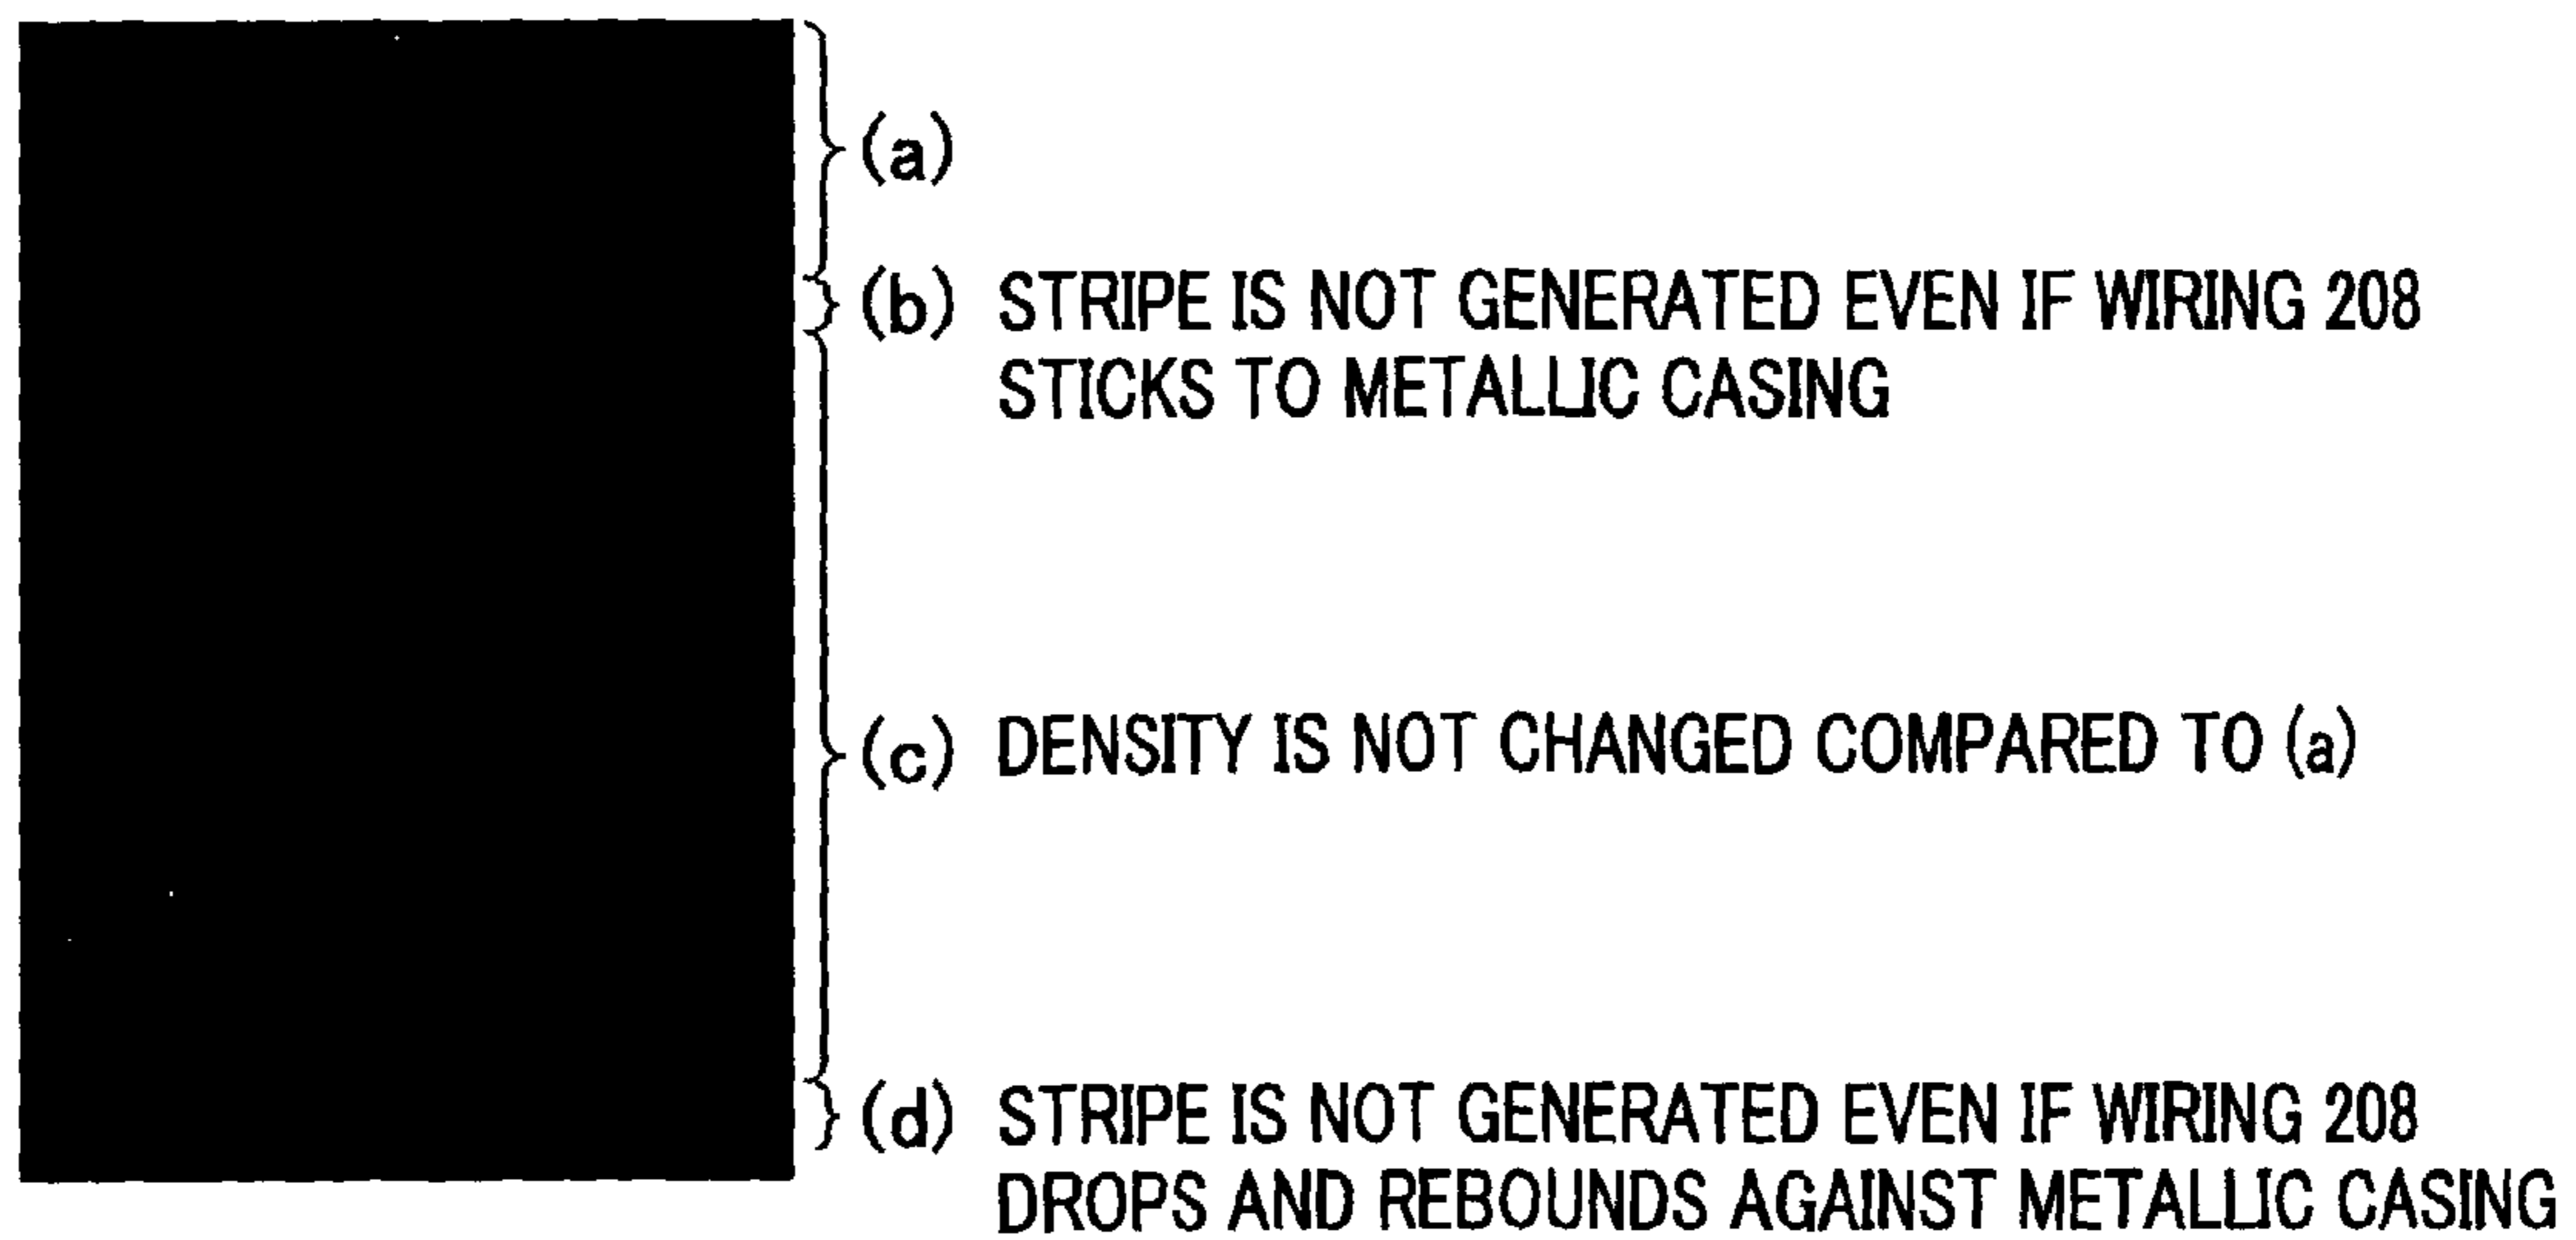 (a)
(b) STRIPE IS NOT GENERATED EVEN IF WIRING 208
STICKS TO METALLIC CASING
(c) DENSITY IS NOT CHANGED COMPARED TO (a)
(d) STRIPE IS NOT GENERATED EVEN IF WIRING 208
DROPS AND REBOUNDS AGAINST METALLIC CASING